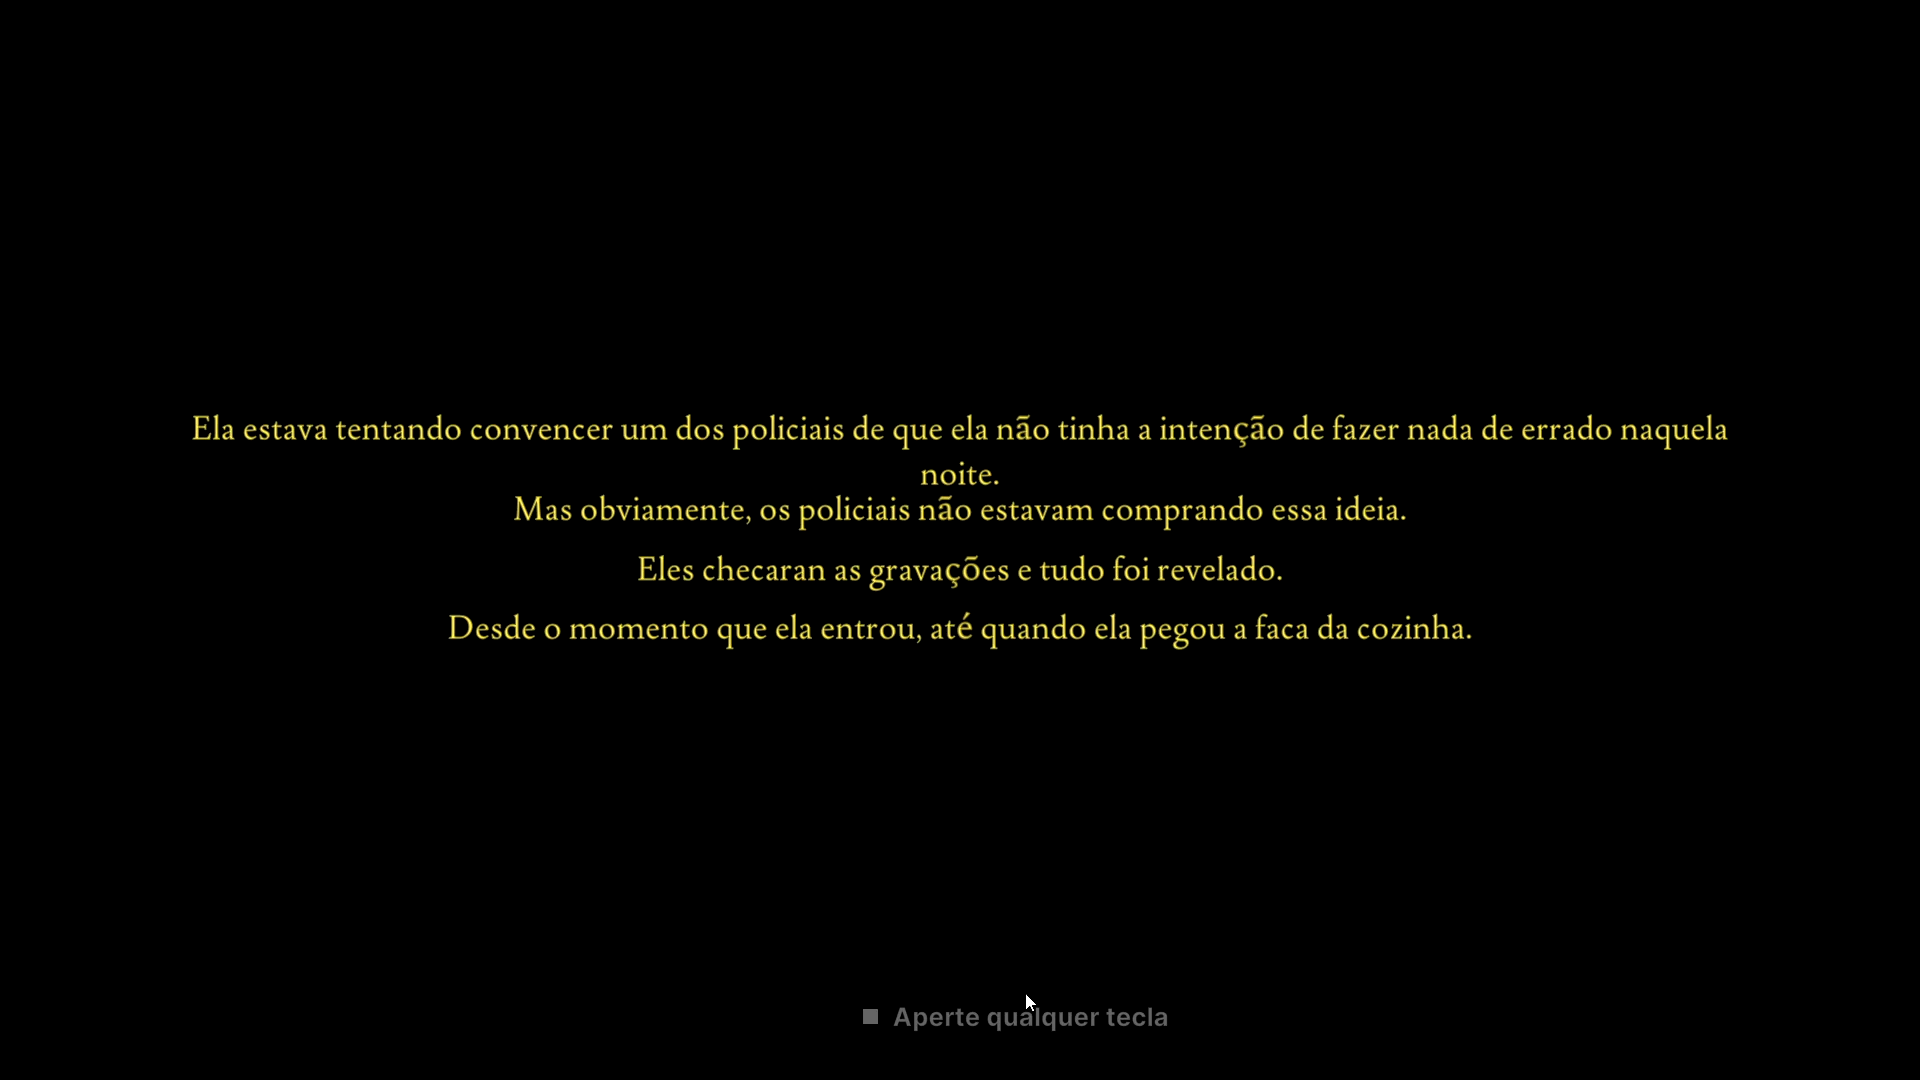 Ela estava tentando convencer um dos policiais de que ela não tinha a intenção de fazer nada de errado naquela
noite.
Mas obviamente, os policiais não estavam comprando essa ideia.
Eles checaran as gravações e tudo foi revelado.
Desde o momento que ela entrou, até quando ela pegou a faca da cozinha.
Aperte qualquer tecla